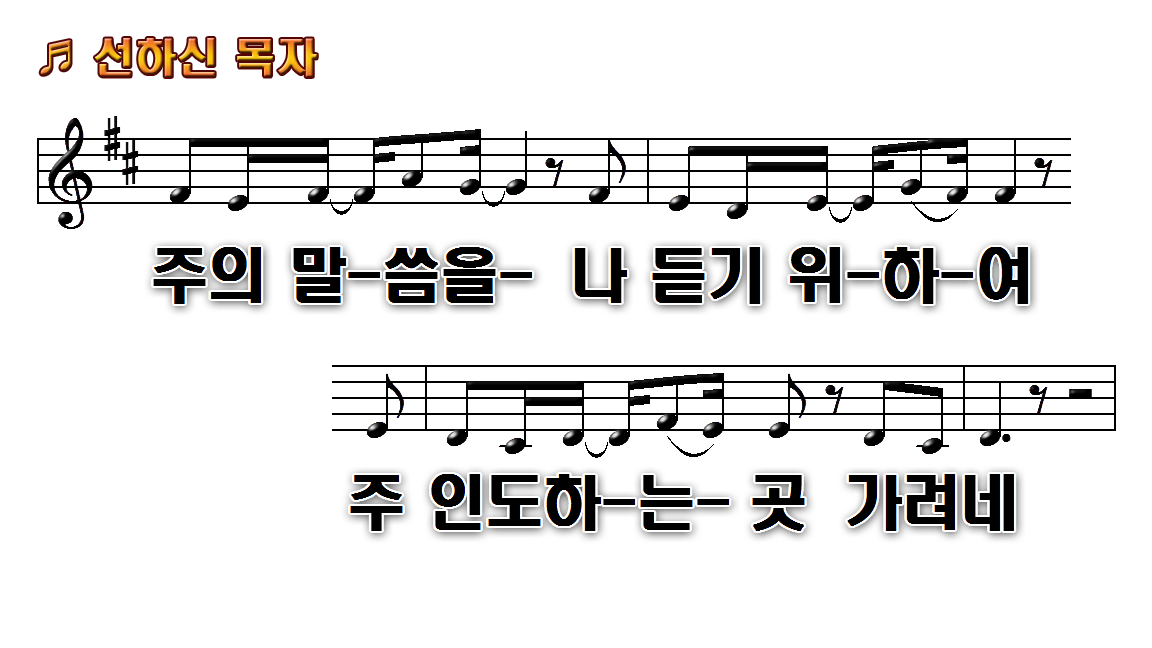 ♬ 선하신 목자
주의 말-씀을- 나 듣기 위-하-여
주 인도하-는- 곳 가려네